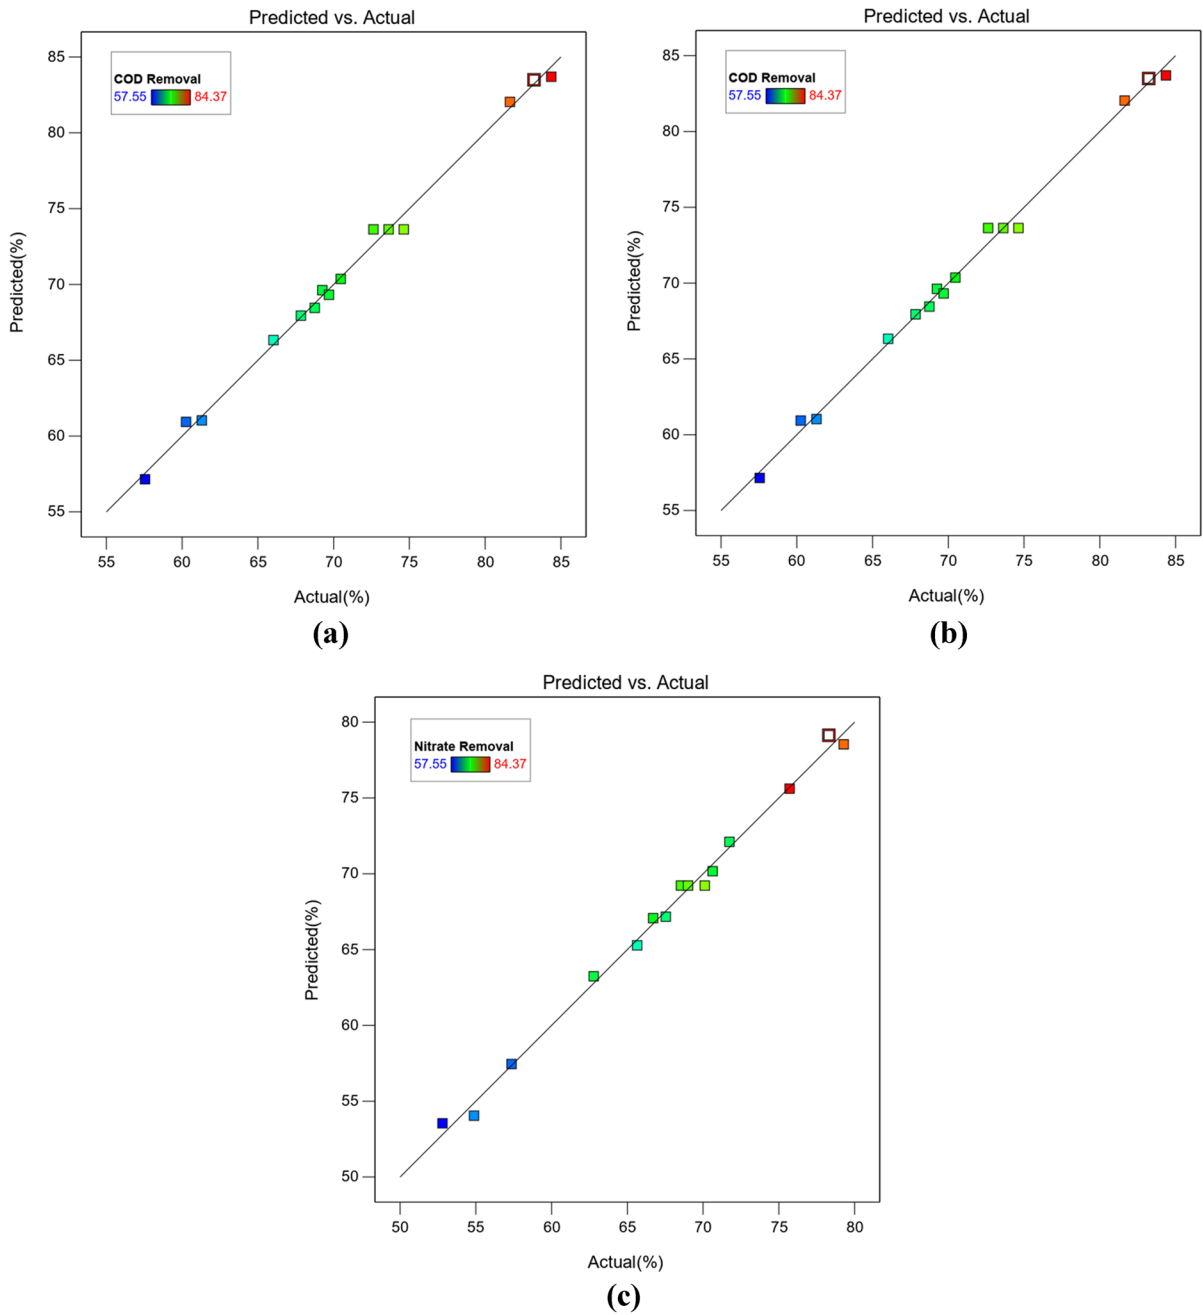 Predicted vs. Actual
COD Removal
57.55 84.37
85
80
75
70
65
60
55
Predicted(%)
55 60 65 70 75 80 85
Actual(%)
(a)
Predicted vs. Actual
COD Removal
57.55 84.37
85
80
75
70
65
60
55
Predicted(%)
55 60 65 70 75 80 85
Actual(%)
(b)
Predicted vs. Actual
Nitrate Removal
57.55 84.37
80
75
70
65
60
55
50
Predicted(%)
50 55 60 65 70 75 80
Actual(%)
(c)